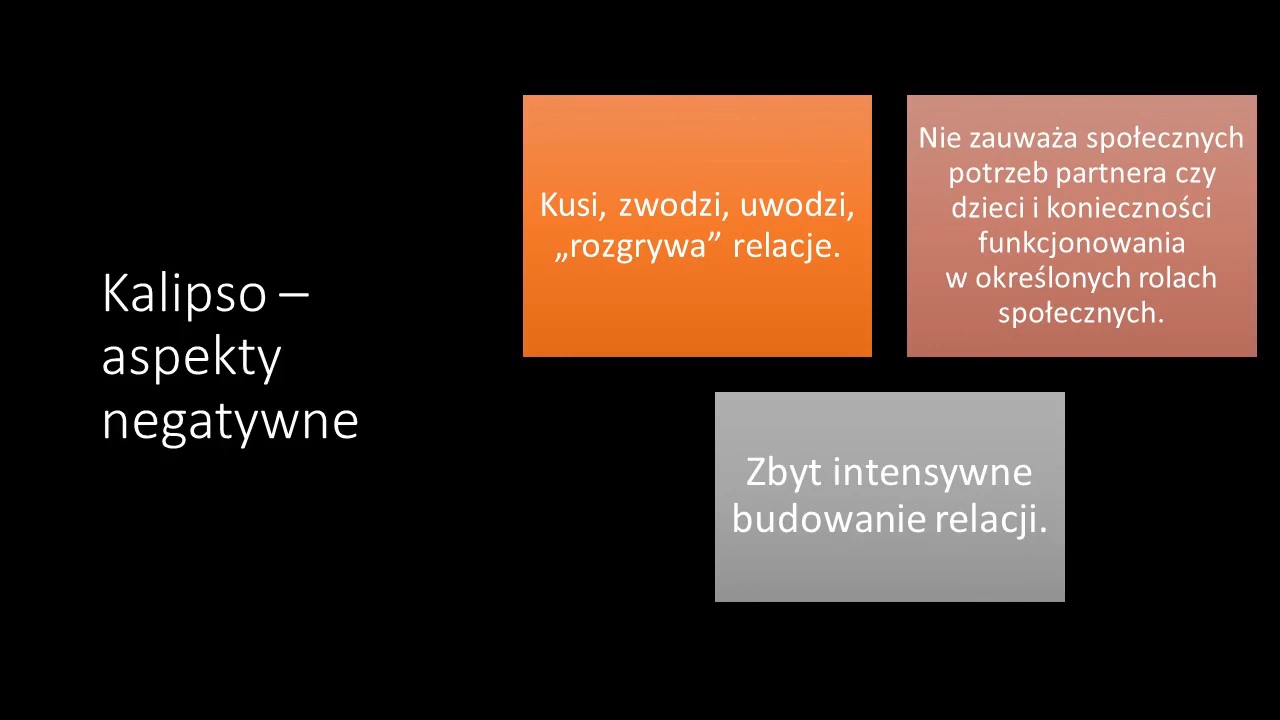 Kalipso –
aspekty
negatywne
Kusi, zwodzi, uwodzi,
„rozgrywa” relacje.
Nie zauważa społecznych
potrzeb partnera czy
dzieci i konieczności
funkcjonowania
w określonych rolach
społecznych.
Zbyt intensywne
budowanie relacji.